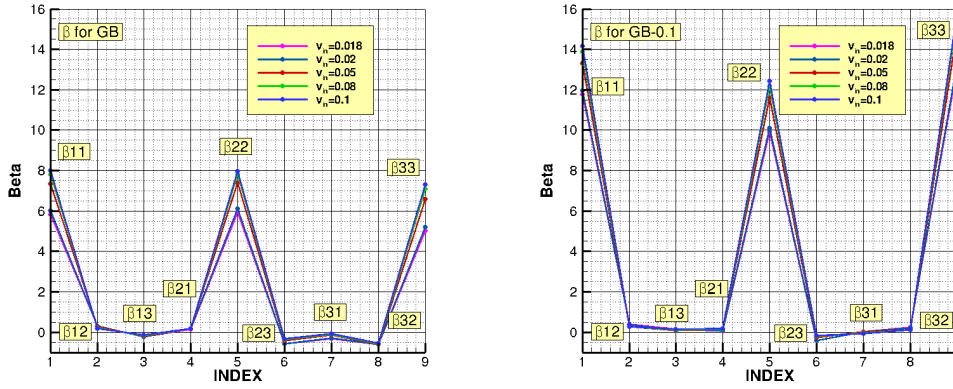 β for GB
v_n=0.018
v_n=0.02
v_n=0.05
v_n=0.08
v_n=0.1
β11
β22
β33
β12
β13
β21
β23
β31
β32
Beta
16
14
12
10
8
6
4
2
0
1 2 3 4 5 6 7 8 9
INDEX
β for GB-0.1
v_n=0.018
v_n=0.02
v_n=0.05
v_n=0.08
v_n=0.1
β33
β22
β11
β12
β13
β21
β23
β31
β32
Beta
16
14
12
10
8
6
4
2
0
1 2 3 4 5 6 7 8
INDEX